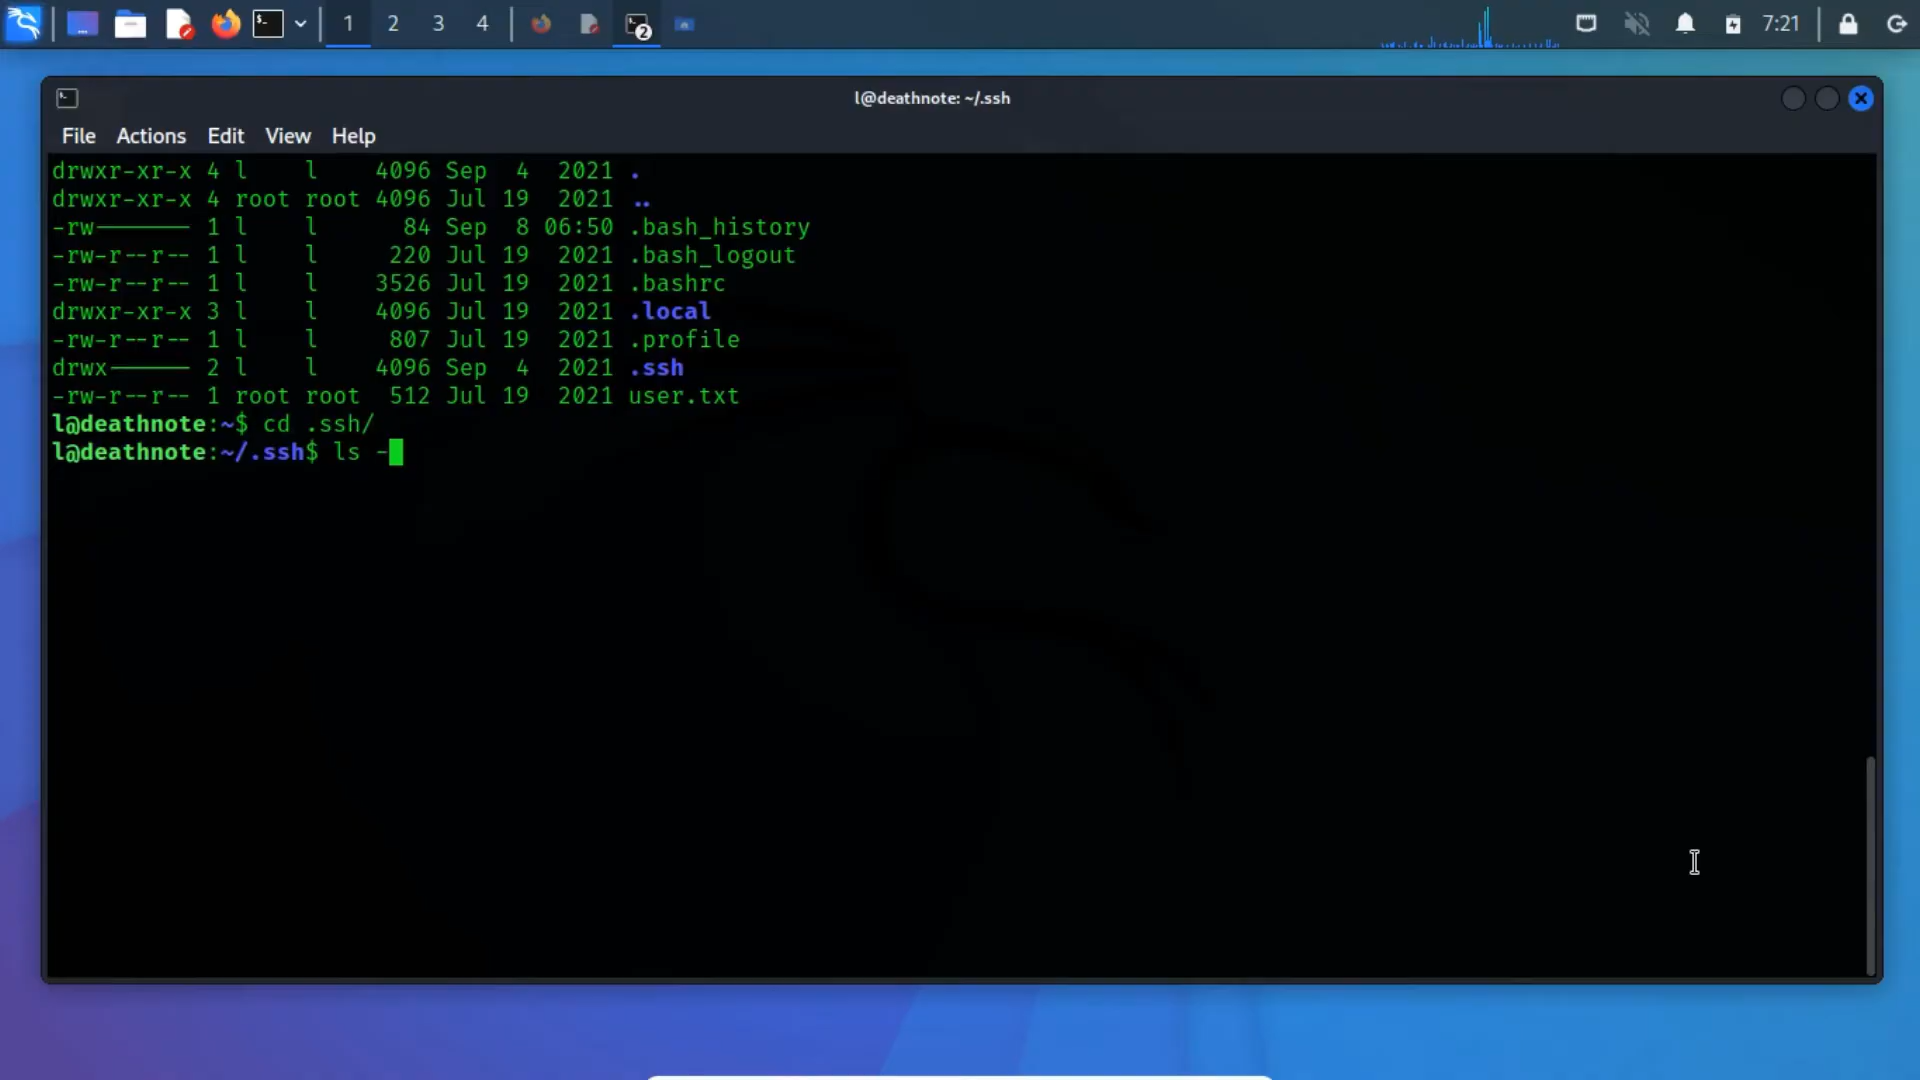 1 2 3 4 2 7:21
l@deathnote: ~/.ssh
File Actions Edit View Help
drwxr-xr-x 4 l    l    4096 Sep  4  2021 .
drwxr-xr-x 4 root root 4096 Jul 19  2021 ..
-rw------- 1 l    l      84 Sep  8 06:50 .bash_history
-rw-r--r-- 1 l    l     220 Jul 19  2021 .bash_logout
-rw-r--r-- 1 l    l    3526 Jul 19  2021 .bashrc
drwxr-xr-x 3 l    l    4096 Jul 19  2021 .local
-rw-r--r-- 1 l    l     807 Jul 19  2021 .profile
drwx------ 2 l    l    4096 Sep  4  2021 .ssh
-rw-r--r-- 1 root root  512 Jul 19  2021 user.txt
l@deathnote:~$ cd .ssh/
l@deathnote:~/.ssh$ ls -